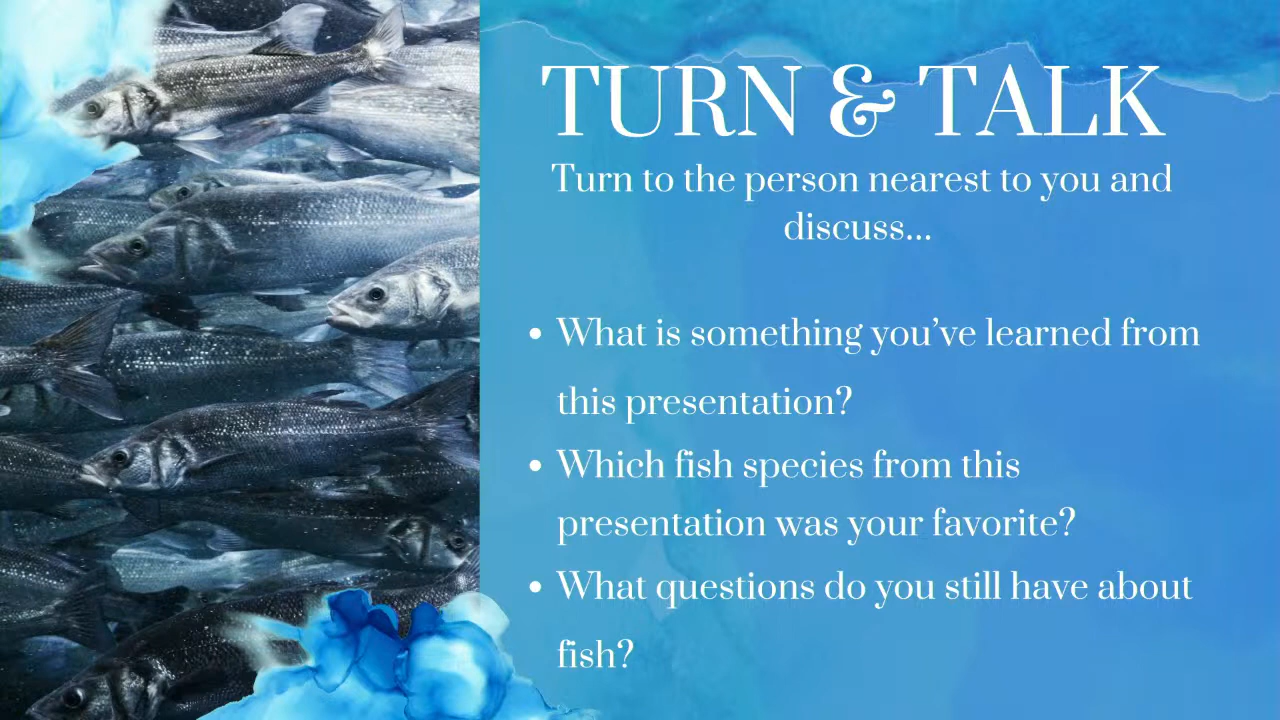 TURN & TALK
Turn to the person nearest to you and
discuss...
• What is something you've learned from
this presentation?
• Which fish species from this
presentation was your favorite?
• What questions do you still have about
fish?